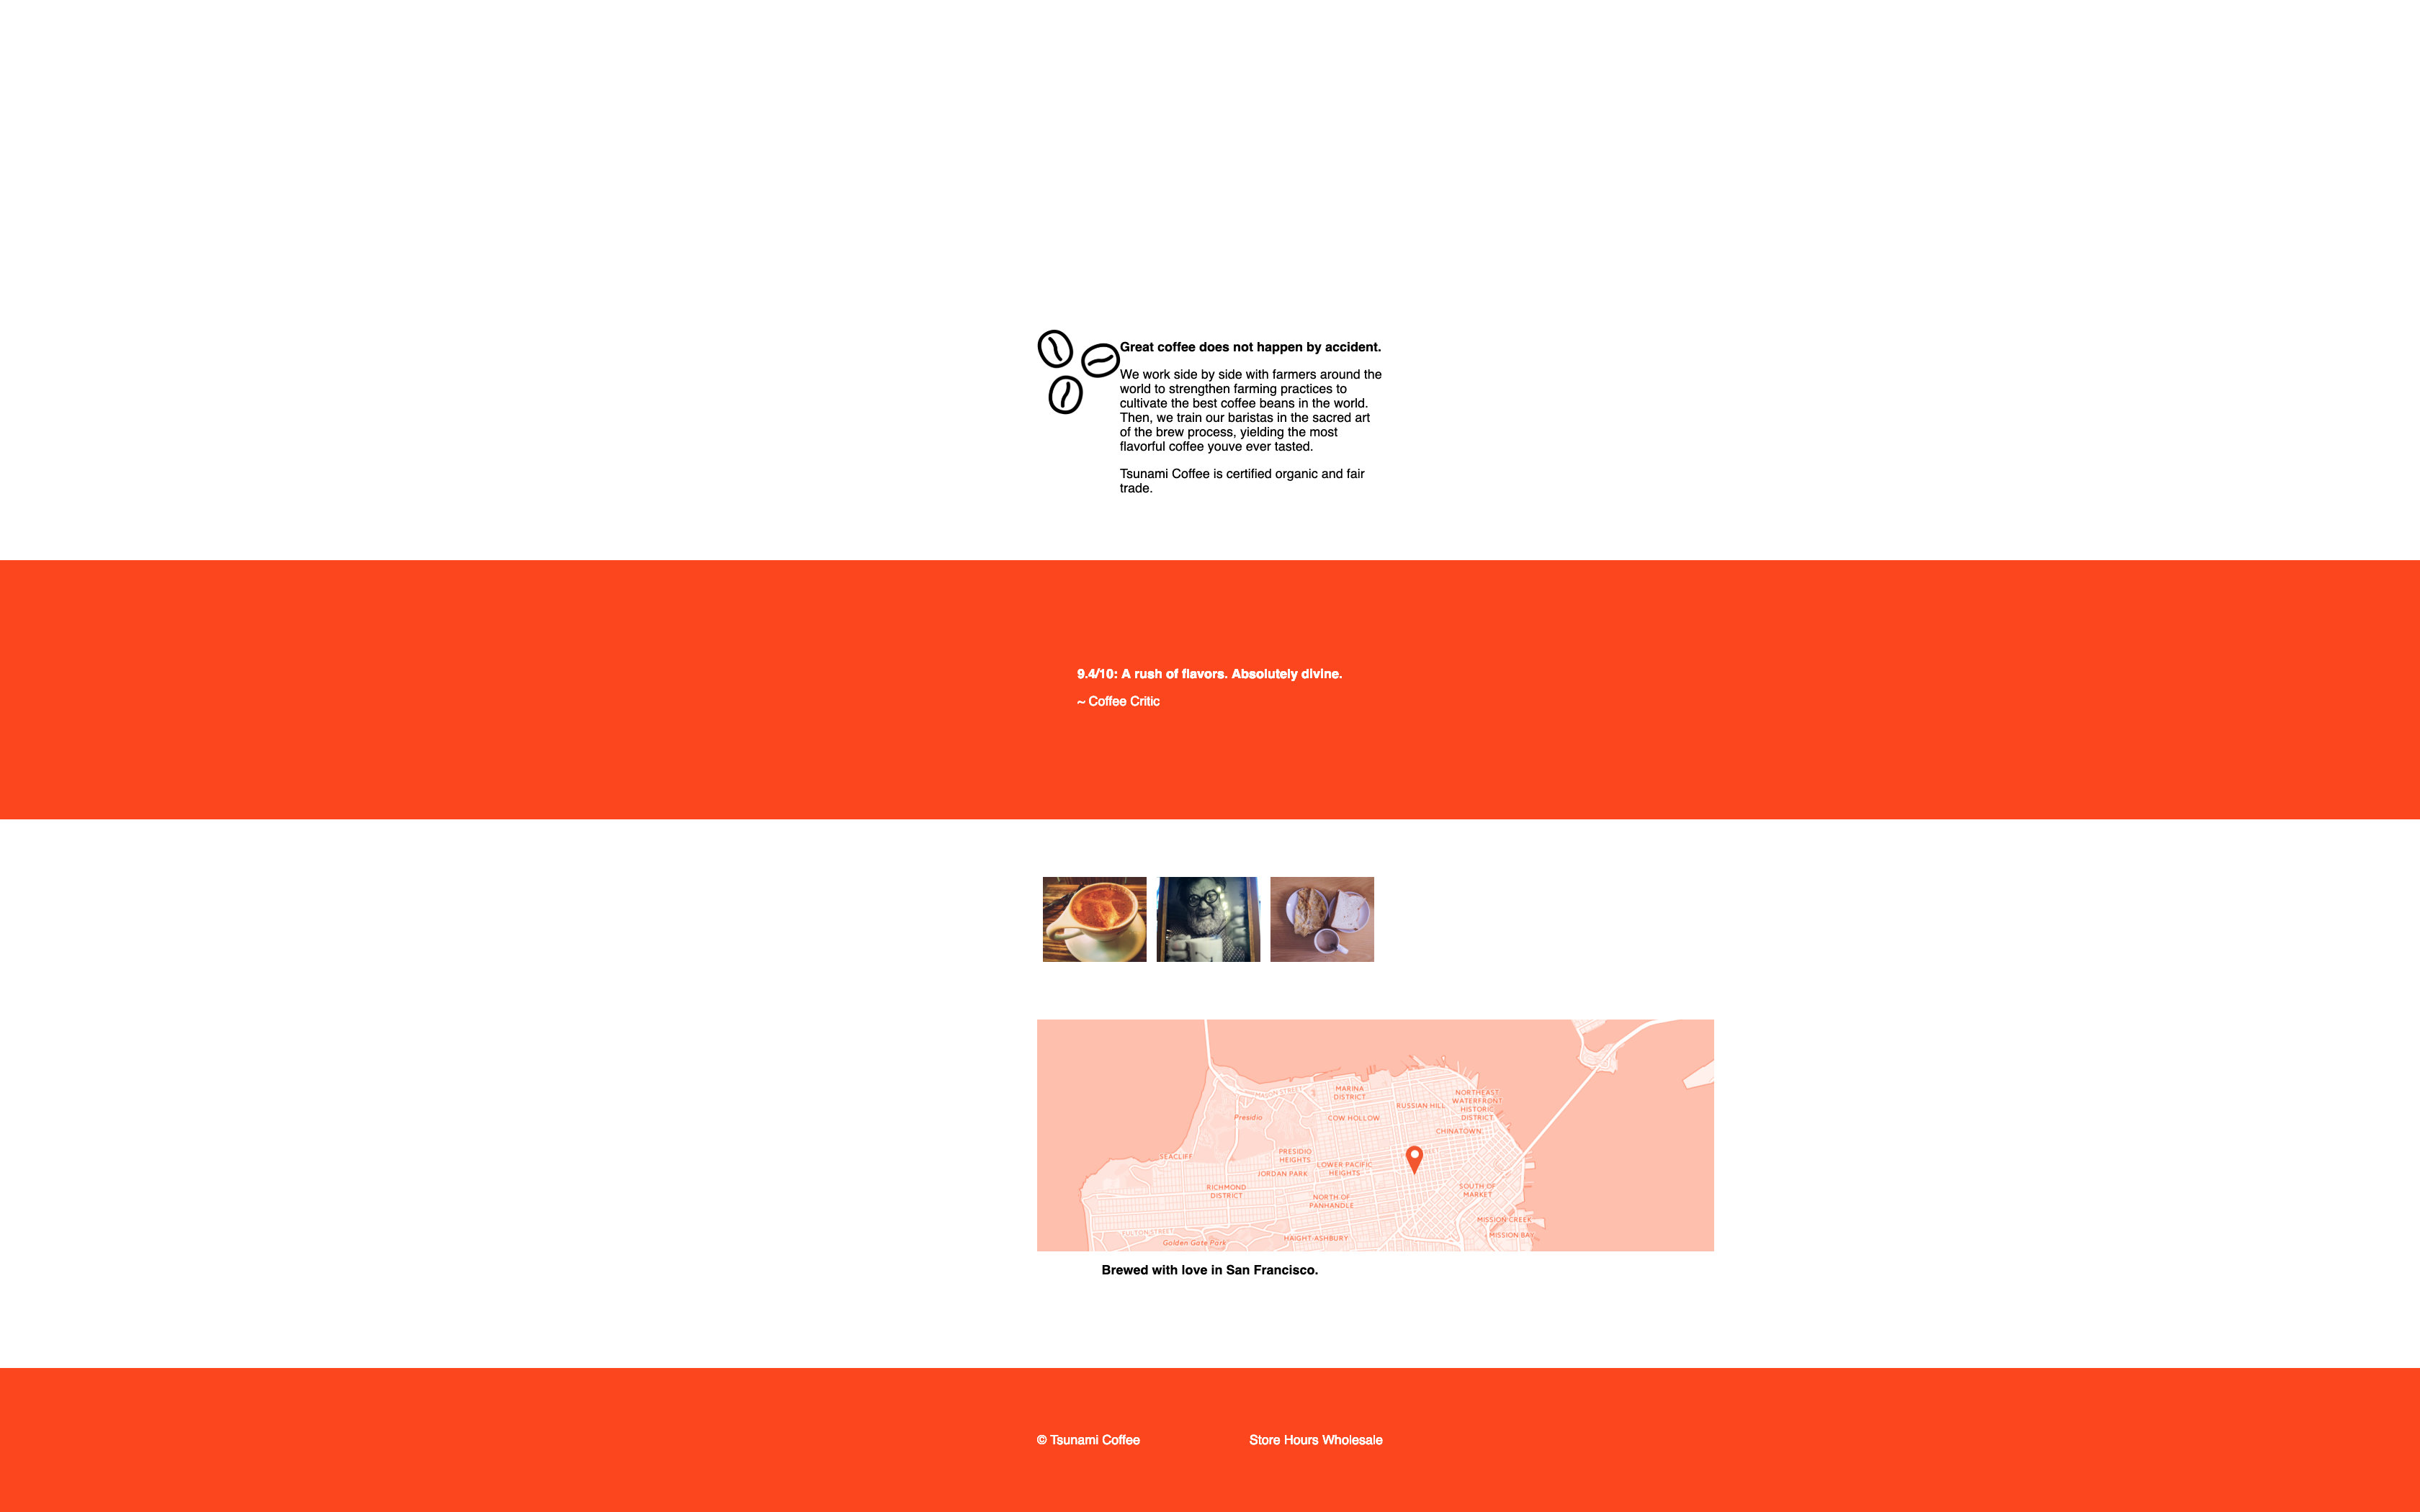 Great coffee does not happen by accident.
We work side by side with farmers around the
world to strengthen farming practices to
cultivate the best coffee beans in the world.
Then, we train our baristas in the sacred art
of the brew process, yielding the most
flavorful coffee youve ever tasted.
Tsunami Coffee is certified organic and fair
trade.
9.4/10: A rush of flavors. Absolutely divine.
~ Coffee Critic
MASON STREET
MARINA
DISTRICT
Presidio
COW HOLLOW
RUSSIAN HILL
NORTHEAST
WATERFRONT
HISTORIC
DISTRICT
CHINATOWN
SEACLIFF
PRESIDIO
HEIGHTS
JORDAN PARK
LOWER PACIFIC
HEIGHTS
RICHMOND
DISTRICT
NORTH OF
PANHANDLE
SOUTH OF
MARKET
MISSION CREEK
MISSION BAY
FULTON STREET
Golden Gate Park
HAIGHT-ASHBURY
Brewed with love in San Francisco.
© Tsunami Coffee
Store Hours Wholesale